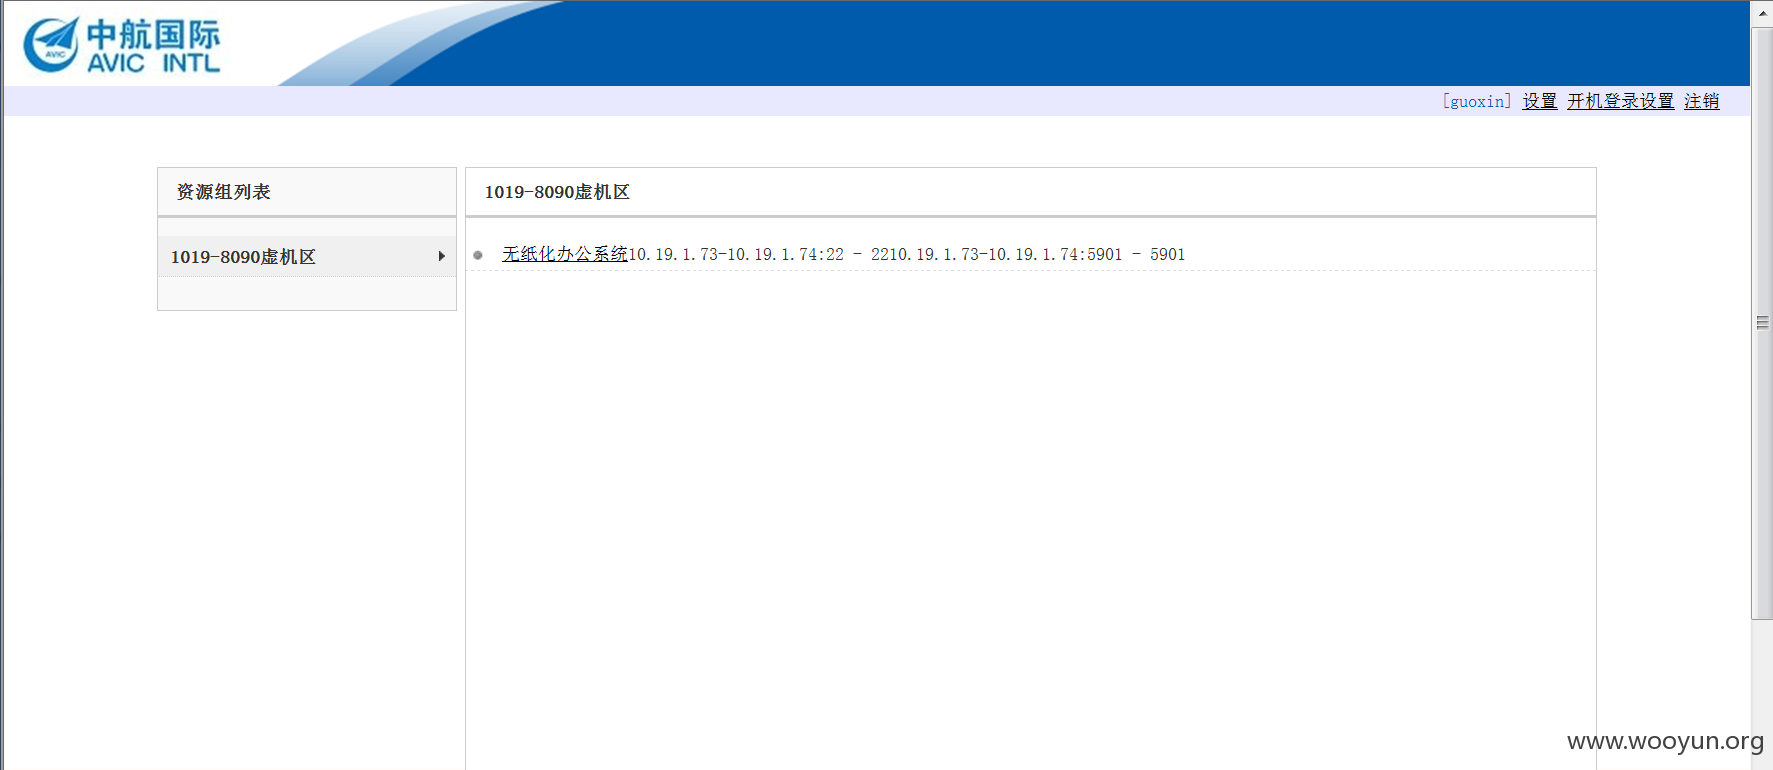 中航国际
AVIC
AVIC INTL
[guoxin] 设置 开机登录设置 注销
资源组列表
1019-8090虚机区
1019-8090虚机区
无纸化办公系统10.19.1.73-10.19.1.74:22 - 2210.19.1.73-10.19.1.74:5901 - 5901
www.wooyun.org